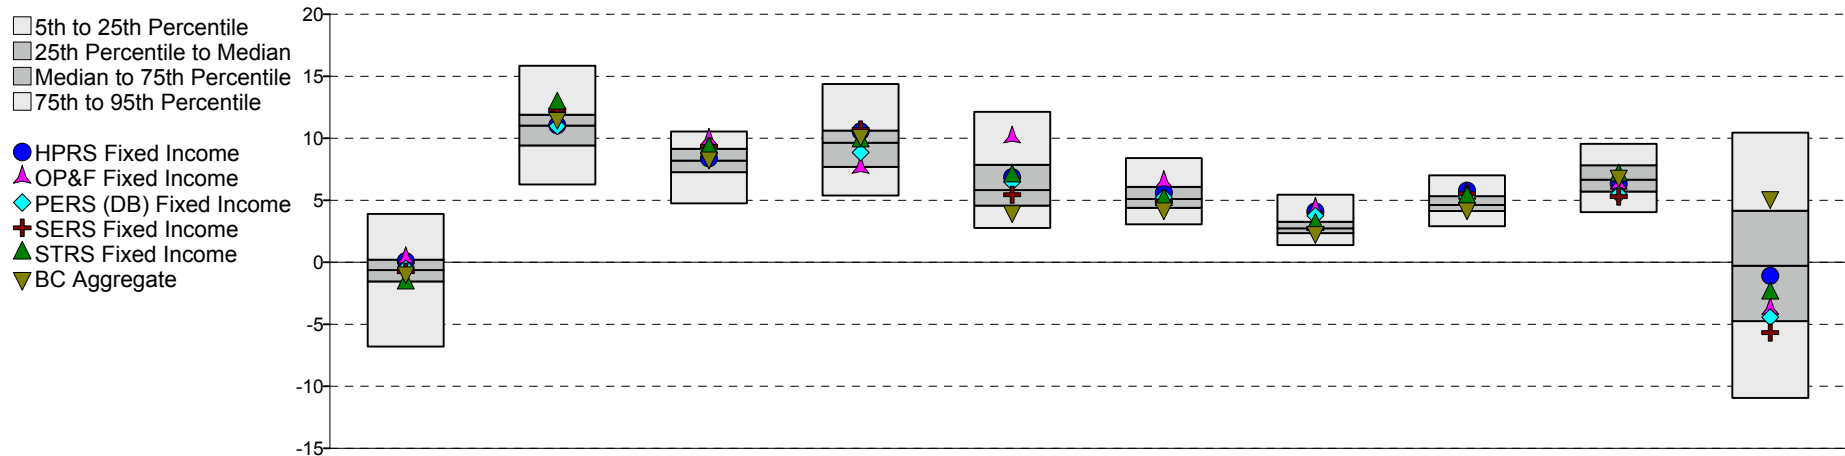 5th to 25th Percentile
25th Percentile to Median
Median to 75th Percentile
75th to 95th Percentile
HPRS Fixed Income
OP&F Fixed Income
PERS (DB) Fixed Income
SERS Fixed Income
STRS Fixed Income
BC Aggregate
20
15
10
5
0
-5
-10
-15